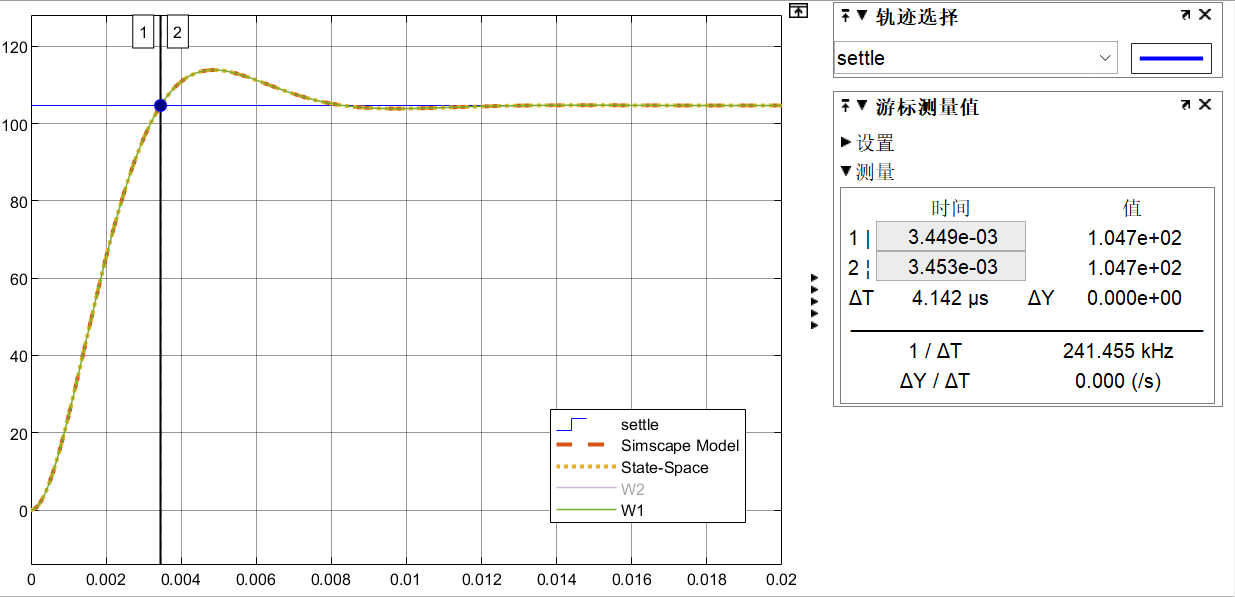 1 2
120
100
80
60
40
20
0
0 0.002 0.004 0.006 0.008 0.01 0.012 0.014 0.016 0.018 0.02
settle
Simscape Model
State-Space
W2
W1
轨迹选择
settle
游标测量值
设置
测量
时间 值
1 | 3.449e-03 1.047e+02
2 ¦ 3.453e-03 1.047e+02
ΔT 4.142 µs ΔY 0.000e+00
1 / ΔT 241.455 kHz
ΔY / ΔT 0.000 (/s)